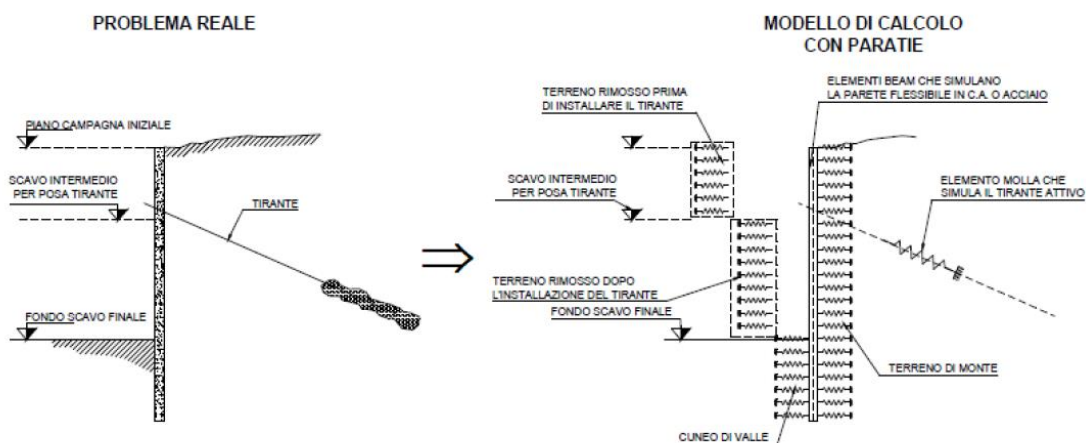 PROBLEMA REALE
PIANO CAMPAGNA INIZIALE
SCAVO INTERMEDIO
PER POSA TIRANTE
TIRANTE
FONDO SCAVO FINALE
MODELLO DI CALCOLO
CON PARATIE
TERRENO RIMOSSO PRIMA
DI INSTALLARE IL TIRANTE
ELEMENTI BEAM CHE SIMULANO
LA PARETE FLESSIBILE IN C.A. O ACCIAIO
SCAVO INTERMEDIO
PER POSA TIRANTE
ELEMENTO MOLLA CHE
SIMULA IL TIRANTE ATTIVO
TERRENO RIMOSSO DOPO
L'INSTALLAZIONE DEL TIRANTE
FONDO SCAVO FINALE
TERRENO DI MONTE
CUNEO DI VALLE